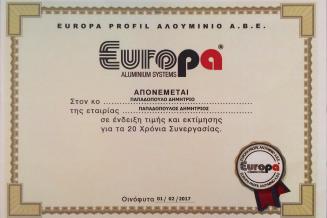 EUROPA PROFIL ΑΛΟΥΜΙΝΙΟ Α.Β.Ε.
Europa®
ALUMINIUM SYSTEMS
ΑΠΟΝΕΜΕΤΑΙ
Στον κο ΠΑΠΑΔΟΠΟΥΛΟ ΔΗΜΗΤΡΙΟ
της εταιρίας ΠΑΠΑΔΟΠΟΥΛΟΣ ΔΗΜΗΤΡΙΟΣ
σε ένδειξη τιμής και εκτίμησης
για τα 20 Χρόνια Συνεργασίας.
Europa
Οινόφυτα 01 / 02 / 2017